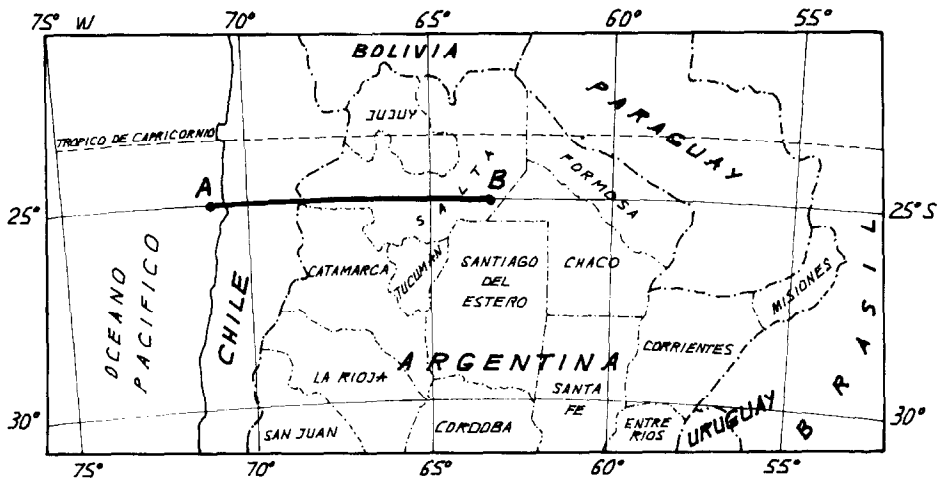 75° W 70° 65° 60° 55°
BOLIVIA
PARAGUAY
JUJUY
TROPICO DE CAPRICORNIO
FORMOSA
SALTA
A
B
25°
25° S
OCEANO
PACIFICO
CHILE
CATAMARCA
TUCUMAN
SANTIAGO
DEL
ESTERO
CHACO
MISIONES
BRASIL
ARGENTINA
CORRIENTES
LA RIOJA
SANTA
FE
URUGUAY
30°
30°
SAN JUAN
CORDOBA
ENTRE
RIOS
75° 70° 65° 60° 55°